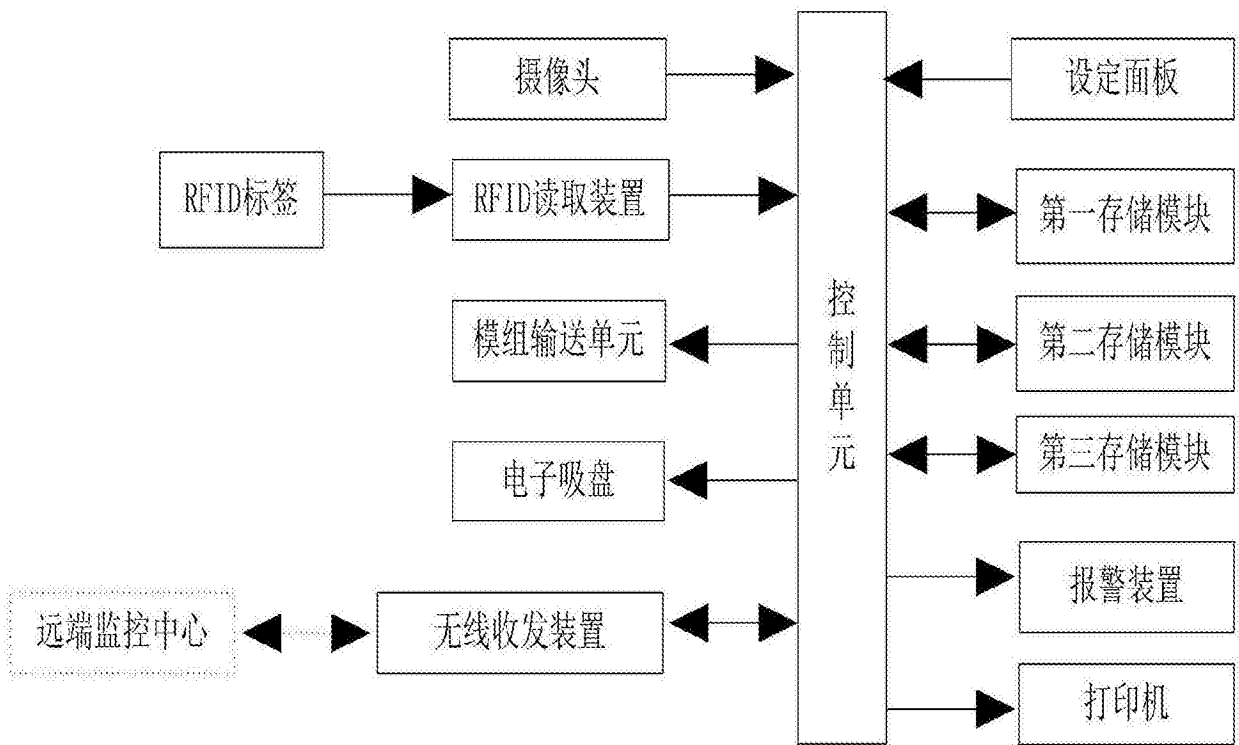 摄像头
设定面板
RFID标签
RFID读取装置
第一存储模块
控制单元
模组输送单元
第二存储模块
电子吸盘
第三存储模块
报警装置
远端监控中心
无线收发装置
打印机